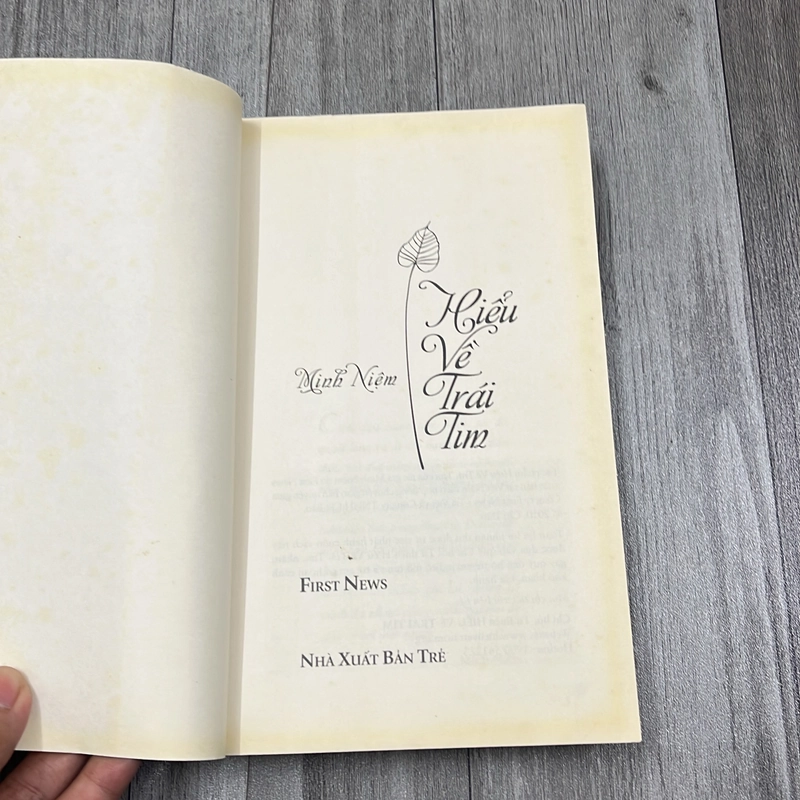 Hiểu
Về
Trái
Tim
Minh Niệm
First News
Nhà Xuất Bản Trẻ